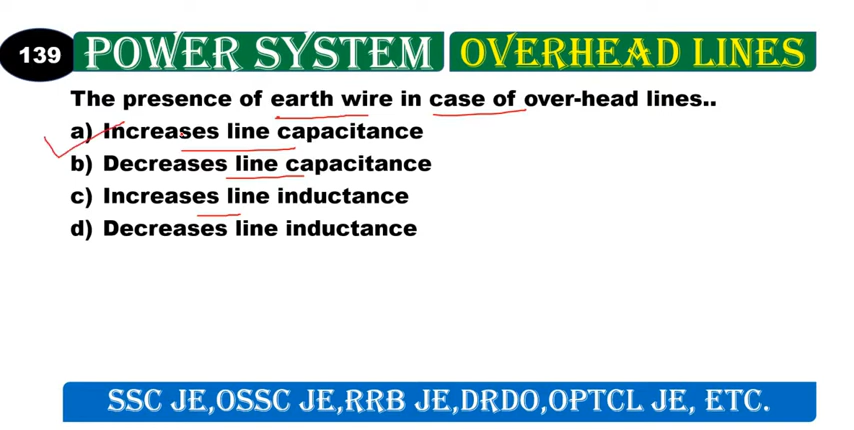 139 POWER SYSTEM OVERHEAD LINES
The presence of earth wire in case of over-head lines..
a) Increases line capacitance
b) Decreases line capacitance
c) Increases line inductance
d) Decreases line inductance
SSC JE,OSSC JE,RRB JE,DRDO,OPTCL JE, ETC.